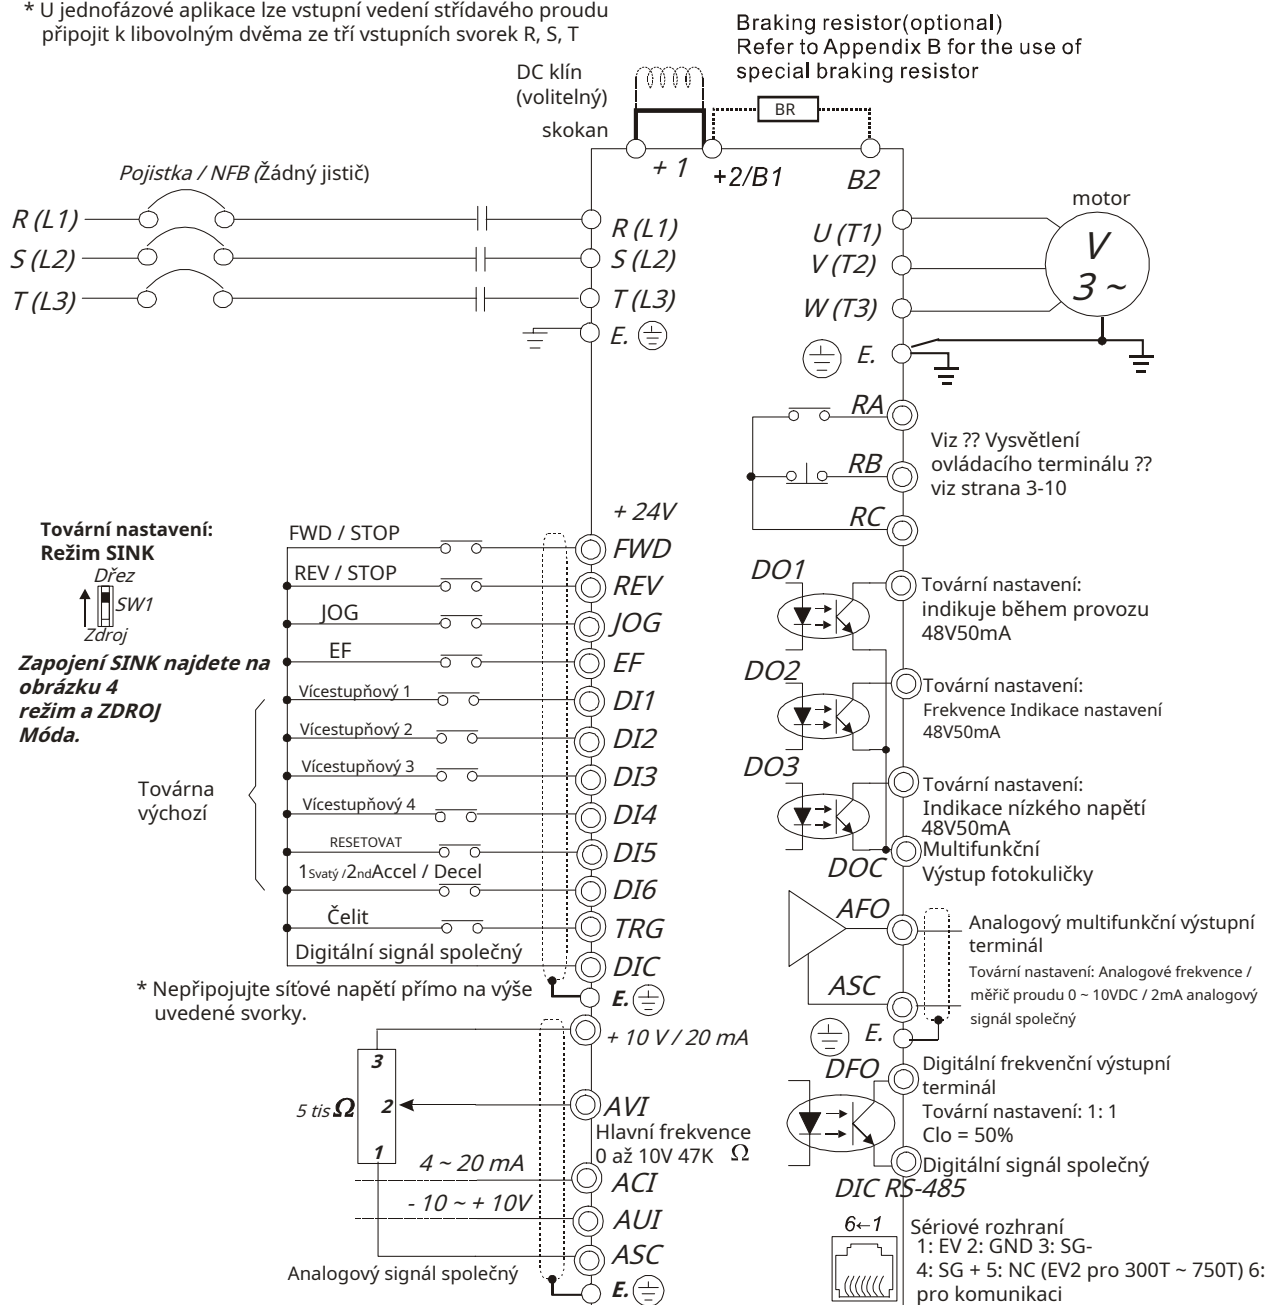 * U jednofázové aplikace lze vstupní vedení střídavého proudu
připojit k libovolným dvěma ze tří vstupních svorek R, S, T
Braking resistor(optional)
Refer to Appendix B for the use of
special braking resistor
DC klín
(volitelný)
skokan
BR
+ 1
+2/B1
B2
Pojistka / NFB (Žádný jistič)
motor
R (L1)
R (L1)
U (T1)
V
3 ~
S (L2)
S (L2)
V (T2)
T (L3)
T (L3)
W (T3)
E.
E.
RA
RB
RC
Viz ?? Vysvětlení
ovládacího terminálu ??
viz strana 3-10
+ 24V
Tovární nastavení:
Režim SINK
Dřez
SW1
Zdroj
Zapojení SINK najdete na
obrázku 4
režim a ZDROJ
Móda.
FWD / STOP
FWD
REV / STOP
REV
JOG
JOG
EF
EF
Vícestupňový 1
DI1
Vícestupňový 2
DI2
Vícestupňový 3
DI3
Vícestupňový 4
DI4
RESETOVAT
DI5
1Svatý /2ndAccel / Decel
DI6
Čelit
TRG
Digitální signál společný
DIC
E.
Továrna
výchozí
* Nepřipojujte síťové napětí přímo na výše
uvedené svorky.
DO1
Tovární nastavení:
indikuje během provozu
48V50mA
DO2
Tovární nastavení:
Frekvence Indikace nastavení
48V50mA
DO3
Tovární nastavení:
Indikace nízkého napětí
48V50mA
DOC
Multifunkční
Výstup fotokuličky
AFO
Analogový multifunkční výstupní
terminál
ASC
Tovární nastavení: Analogové frekvence /
měřič proudu 0 ~ 10VDC / 2mA analogový
signál společný
E.
+ 10 V / 20 mA
3
5 tis Ω
2
1
AVI
Hlavní frekvence
0 až 10V 47K Ω
4 ~ 20 mA
ACI
- 10 ~ + 10V
AUI
ASC
Analogový signál společný
E.
DFO
Digitální frekvenční výstupní
terminál
Tovární nastavení: 1: 1
Clo = 50%
Digitální signál společný
DIC RS-485
6←1
Sériové rozhraní
1: EV 2: GND 3: SG-
4: SG + 5: NC (EV2 pro 300T ~ 750T) 6:
pro komunikaci